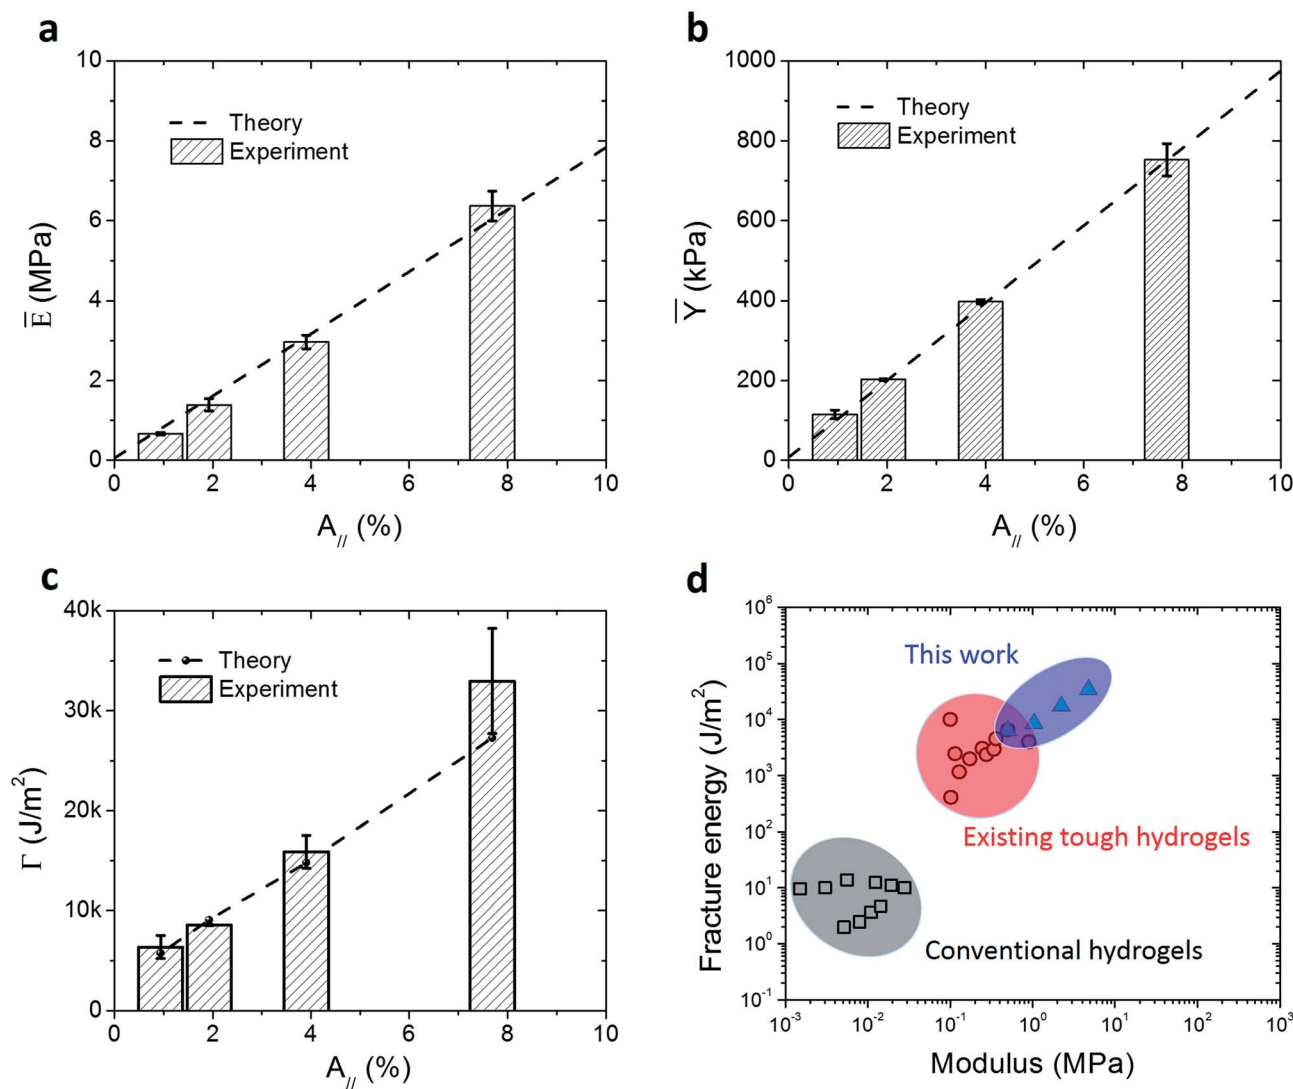 a
10
8
6
4
2
0
E̅ (MPa)
Theory
Experiment
0 2 4 6 8 10
A// (%)
b
1000
800
600
400
200
0
Y̅ (kPa)
Theory
Experiment
0 2 4 6 8 10
A// (%)
c
40k
30k
20k
10k
0
Γ (J/m²)
Theory
Experiment
0 2 4 6 8 10
A// (%)
d
10⁶
10⁵
10⁴
10³
10²
10¹
10⁰
10⁻¹
Fracture energy (J/m²)
This work
Existing tough hydrogels
Conventional hydrogels
10⁻³ 10⁻² 10⁻¹ 10⁰ 10¹ 10² 10³
Modulus (MPa)